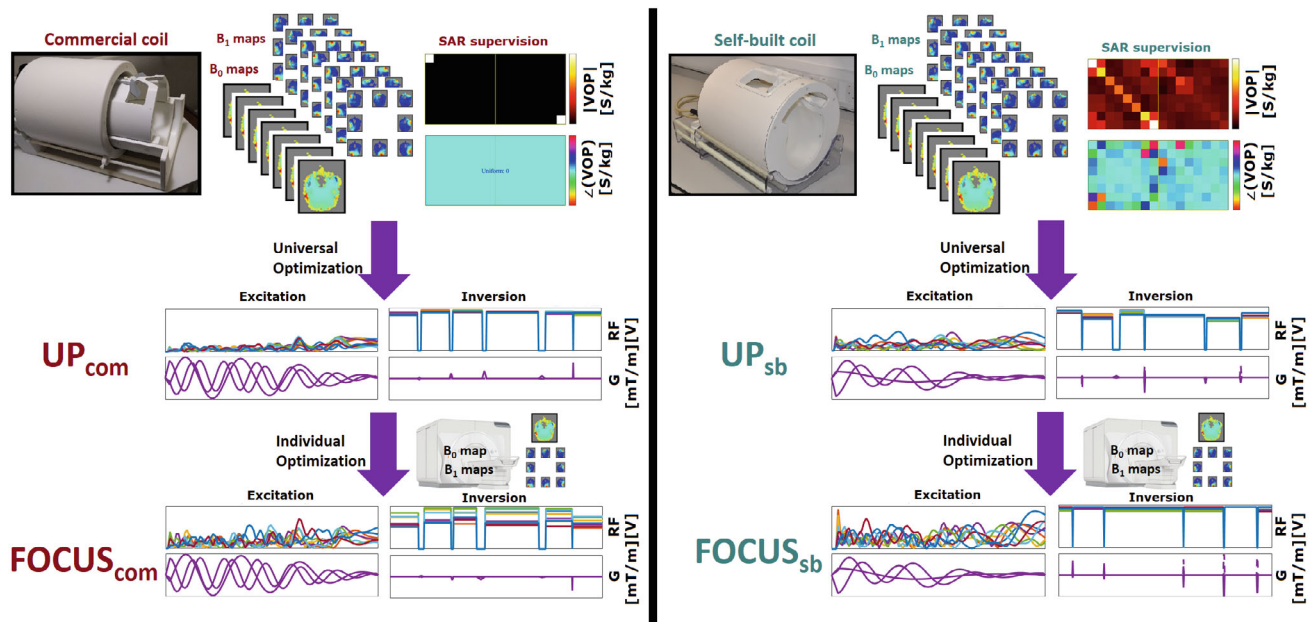 Commercial coil
B1 maps
B0 maps
SAR supervision
|VOP|
[S/kg]
Uniform: 0
∠(VOP)
[S/kg]
Universal
Optimization
Excitation
Inversion
UPcom
RF
[V]
G
[mT/m]
Individual
Optimization
B0 map
B1 maps
Excitation
Inversion
FOCUScom
RF
[V]
G
[mT/m]
Self-built coil
B1 maps
B0 maps
SAR supervision
|VOP|
[S/kg]
∠(VOP)
[S/kg]
Universal
Optimization
Excitation
Inversion
UPsb
RF
[V]
G
[mT/m]
Individual
Optimization
B0 map
B1 maps
Excitation
Inversion
FOCUSsb
RF
[V]
G
[mT/m]